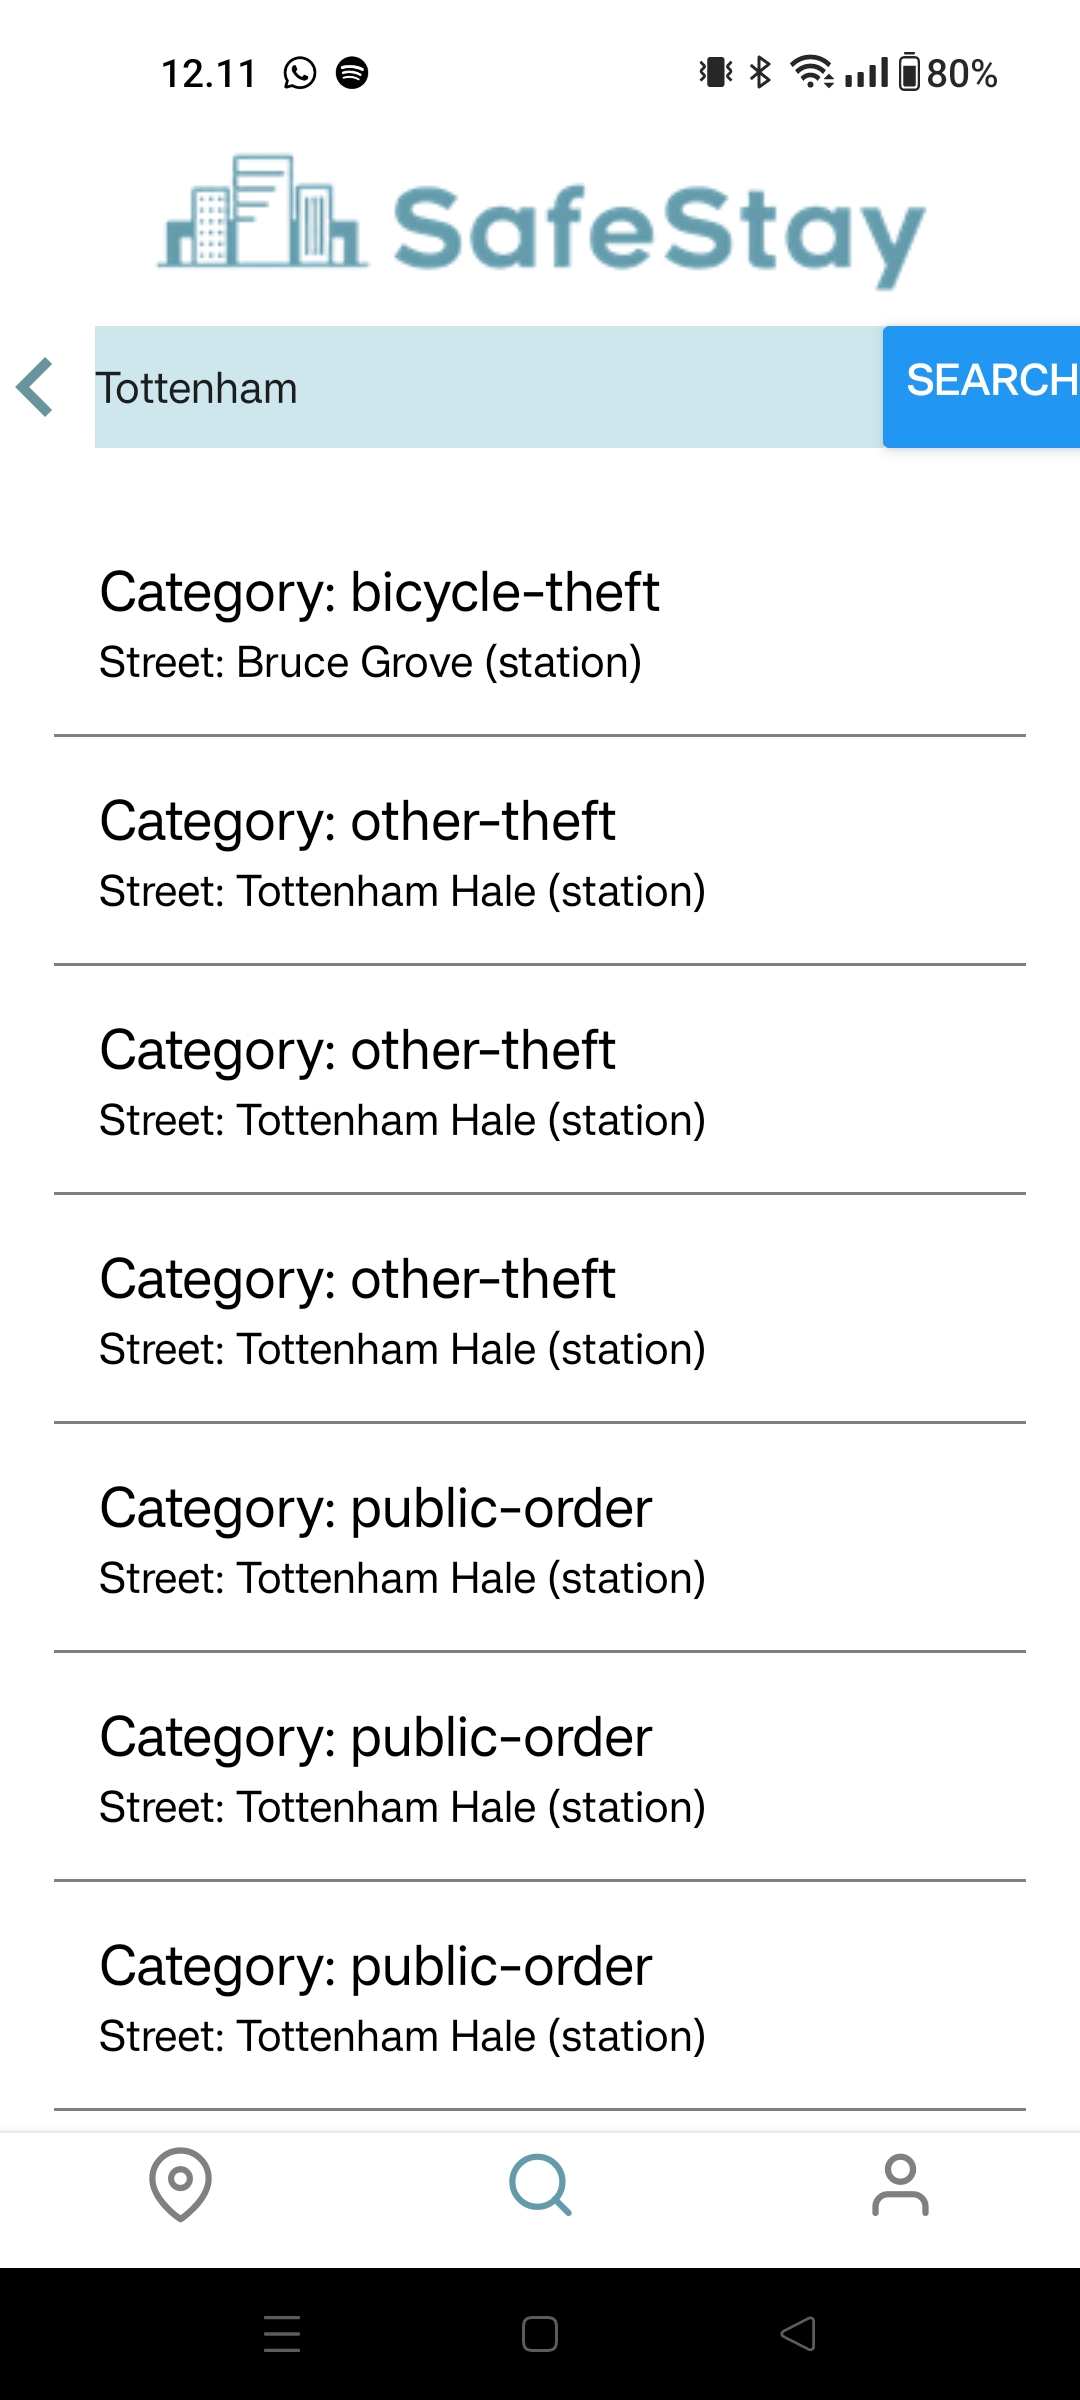 12.11 80%
SafeStay
Tottenham SEARCH
Category: bicycle-theft
Street: Bruce Grove (station)
Category: other-theft
Street: Tottenham Hale (station)
Category: other-theft
Street: Tottenham Hale (station)
Category: other-theft
Street: Tottenham Hale (station)
Category: public-order
Street: Tottenham Hale (station)
Category: public-order
Street: Tottenham Hale (station)
Category: public-order
Street: Tottenham Hale (station)